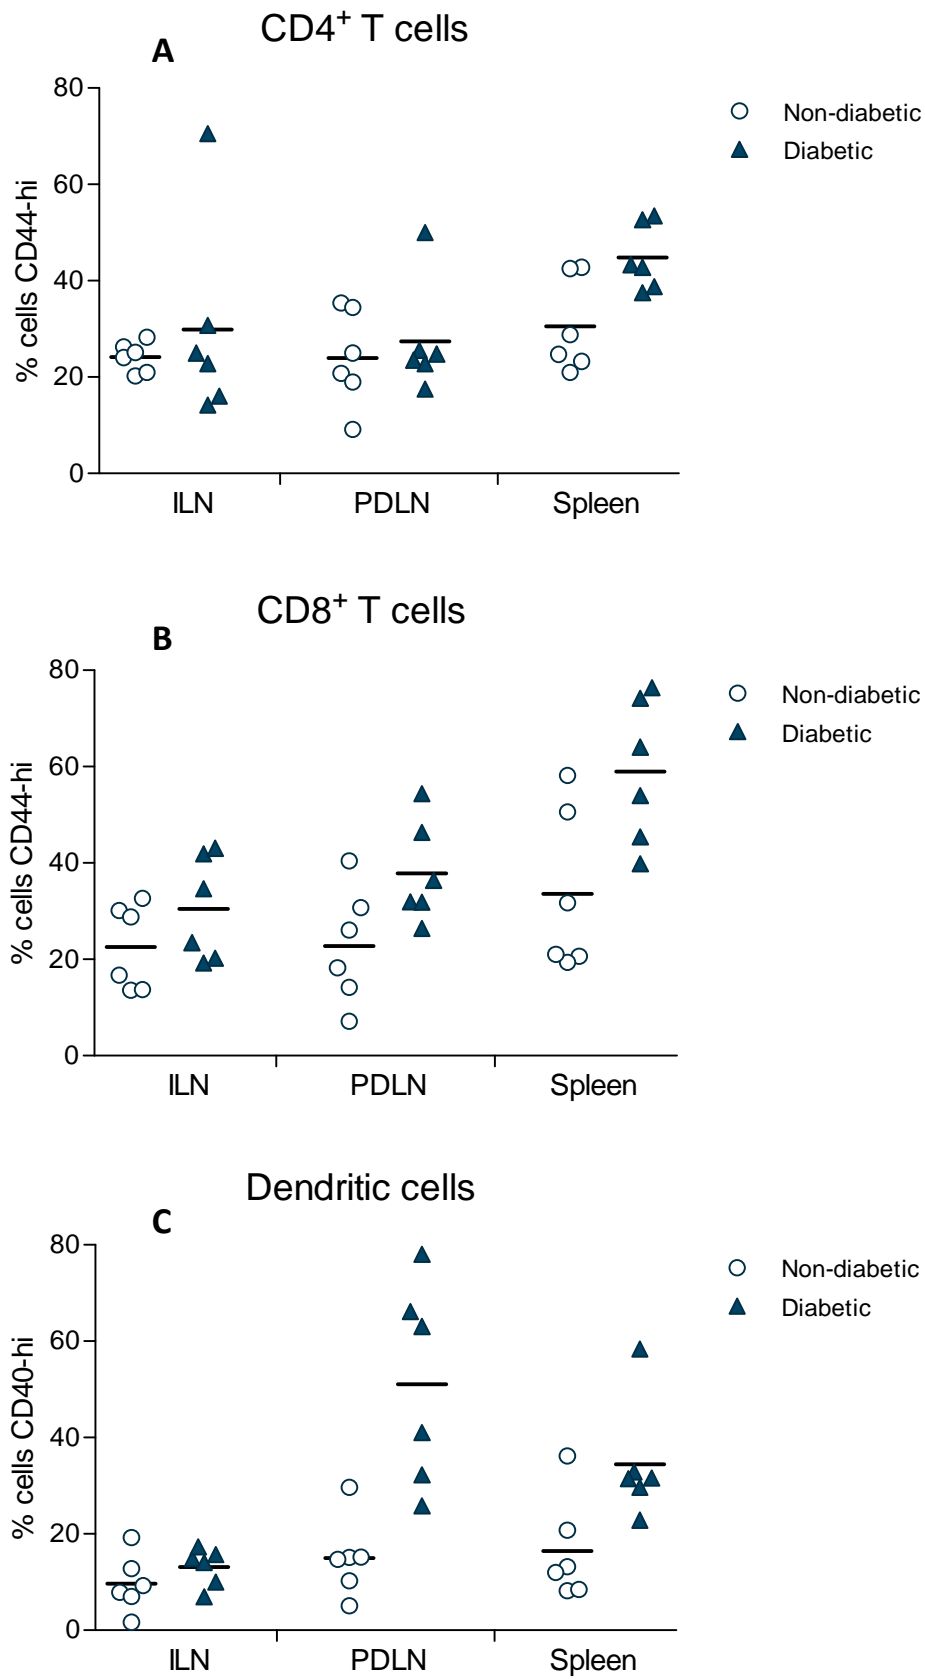 CD4+ T cells
A
80
60
40
20
0
% cells CD44-hi
Non-diabetic
Diabetic
ILN PDLN Spleen
CD8+ T cells
B
80
60
40
20
0
% cells CD44-hi
Non-diabetic
Diabetic
ILN PDLN Spleen
Dendritic cells
C
80
60
40
20
0
% cells CD40-hi
Non-diabetic
Diabetic
ILN PDLN Spleen